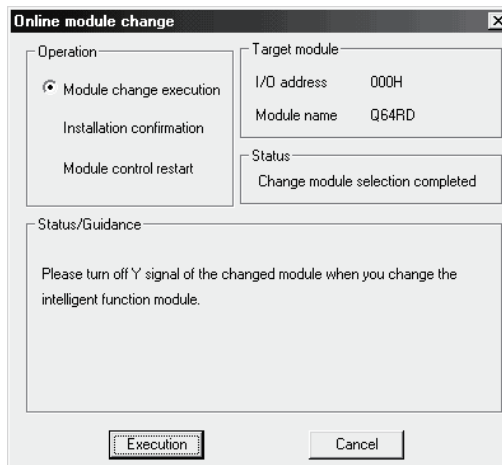 Online module change
Operation
Module change execution
Installation confirmation
Module control restart
Target module
I/O address 000H
Module name Q64RD
Status
Change module selection completed
Status/Guidance
Please turn off Y signal of the changed module when you change the
intelligent function module.
Execution
Cancel